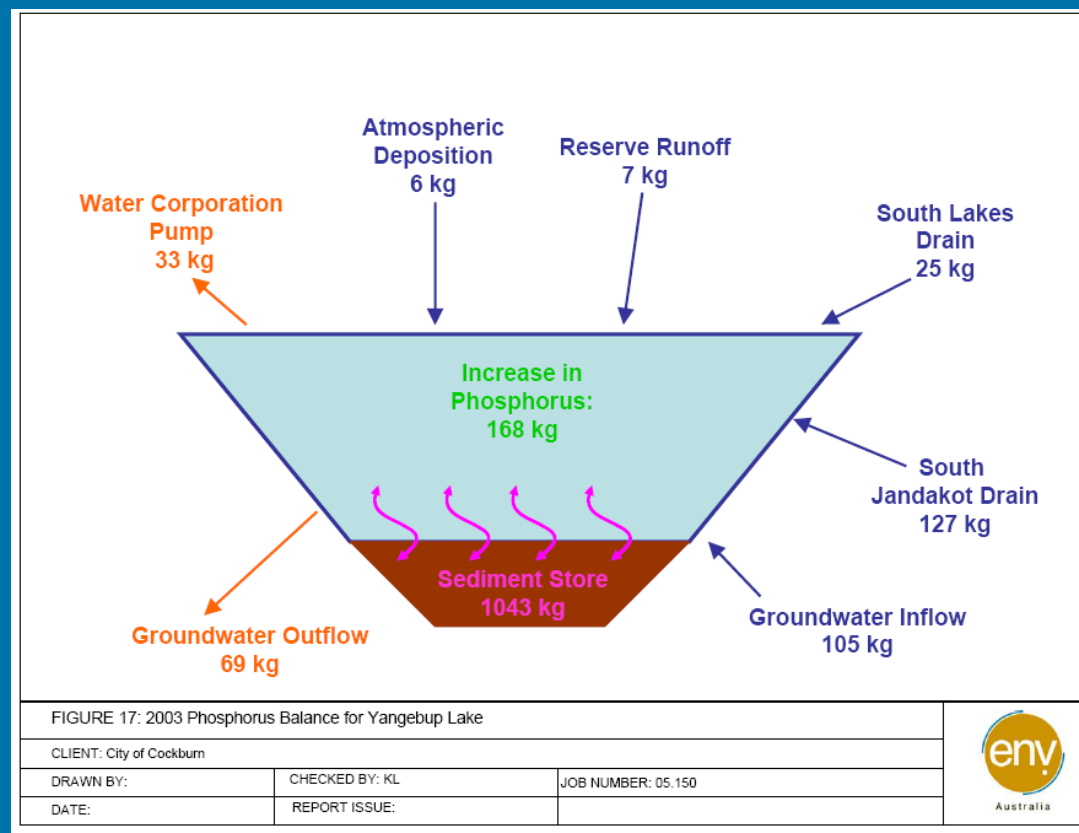 Atmospheric
Deposition
6 kg
Reserve Runoff
7 kg
Water Corporation
Pump
33 kg
South Lakes
Drain
25 kg
Increase in
Phosphorus:
168 kg
South
Jandakot Drain
127 kg
Sediment Store
1043 kg
Groundwater Inflow
105 kg
Groundwater Outflow
69 kg
FIGURE 17: 2003 Phosphorus Balance for Yangebup Lake
CLIENT: City of Cockburn
DRAWN BY:
CHECKED BY: KL
JOB NUMBER: 05.150
DATE:
REPORT ISSUE:
env
Australia